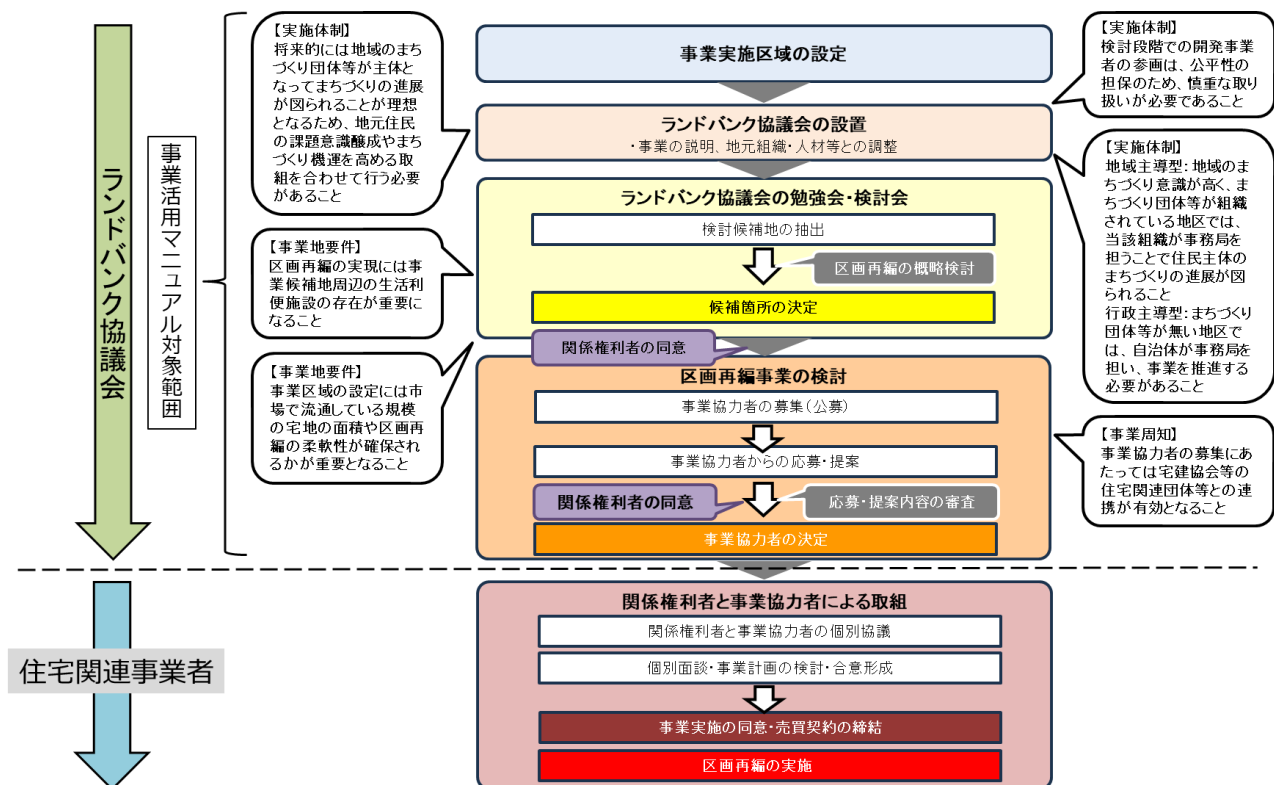 ランドバンク協議会
事業活用マニュアル対象範囲
【実施体制】
将来的には地域のまち
づくり団体等が主体と
なってまちづくりの進展
が図られることが理想
となるため、地元住民
の課題意識醸成やまち
づくり機運を高める取
組を合わせて行う必要
があること
【事業地要件】
区画再編の実現には事
業候補地周辺の生活利
便施設の存在が重要に
なること
【事業地要件】
事業区域の設定には市
場で流通している規模
の宅地の面積や区画再
編の柔軟性が確保され
るかが重要となること
事業実施区域の設定
ランドバンク協議会の設置
・事業の説明、地元組織・人材等との調整
ランドバンク協議会の勉強会・検討会
検討候補地の抽出
区画再編の概略検討
候補箇所の決定
関係権利者の同意
区画再編事業の検討
事業協力者の募集(公募)
事業協力者からの応募・提案
関係権利者の同意
応募・提案内容の審査
事業協力者の決定
【実施体制】
検討段階での開発事業
者の参画は、公平性の
担保のため、慎重な取り
扱いが必要であること
【実施体制】
地域主導型:地域のま
ちづくり意識が高く、ま
ちづくり団体等が組織
されている地区では、
当該組織が事務局を
担うことで住民主体の
まちづくりの進展が図
られること
行政主導型:まちづくり
団体等が無い地区で
は、自治体が事務局を
担い、事業を推進する
必要があること
【事業周知】
事業協力者の募集にあ
たっては宅建協会等の
住宅関連団体等との連
携が有効となること
住宅関連事業者
関係権利者と事業協力者による取組
関係権利者と事業協力者の個別協議
個別面談・事業計画の検討・合意形成
事業実施の同意・売買契約の締結
区画再編の実施